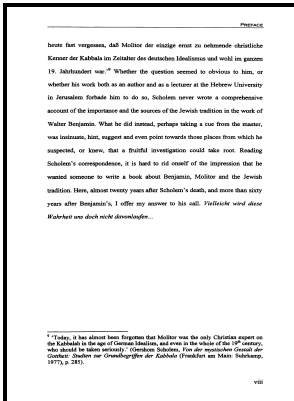 PREFACE
heute fast vergessen, daß Molitor der einzige ernst zu nehmende christliche
Kenner der Kabbala im Zeitalter des deutschen Idealismus und wohl im ganzen
19. Jahrhundert war.'⁹ Whether the question seemed to obvious to him, or
whether his work both as an author and as a lecturer at the Hebrew University
in Jerusalem forbade him to do so, Scholem never wrote a comprehensive
account of the importance and the sources of the Jewish tradition in the work of
Walter Benjamin. What he did instead, perhaps taking a cue from the master,
was insinuate, hint, suggest and even point towards those places from which he
suspected, or knew, that a fruitful investigation could take root. Reading
Scholem's correspondence, it is hard to rid onself of the impression that he
wanted someone to write a book about Benjamin, Molitor and the Jewish
tradition. Here, almost twenty years after Scholem's death, and more than sixty
years after Benjamin's, I offer my answer to his call. Vielleicht wird diese
Wahrheit uns doch nicht davonlaufen...
⁹ 'Today, it has almost been forgotten that Molitor was the only Christian expert on
the Kabbalah in the age of German Idealism, and even in the whole of the 19th century,
who should be taken seriously.' (Gershom Scholem, Von der mystischen Gestalt der
Gottheit: Studien zur Grundbegriffen der Kabbala (Frankfurt am Main: Suhrkamp,
1977), p. 285).
viii